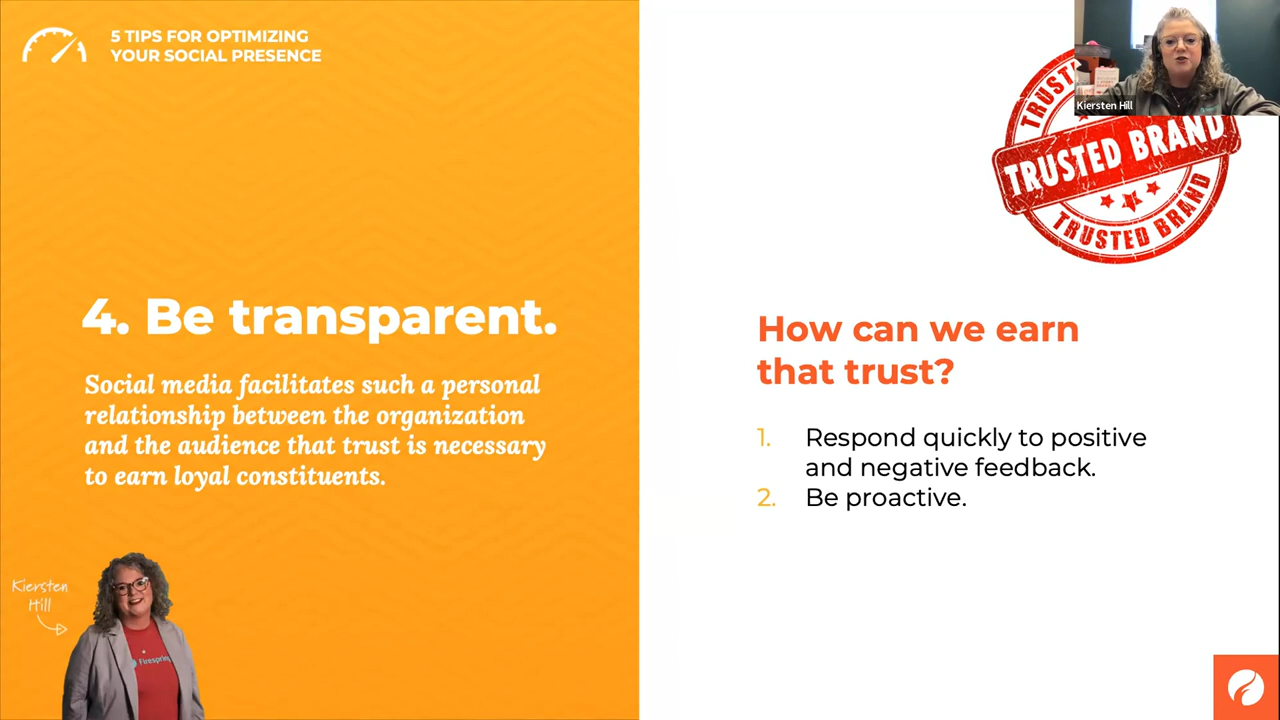 5 TIPS FOR OPTIMIZING
YOUR SOCIAL PRESENCE
4. Be transparent.
Social media facilitates such a personal
relationship between the organization
and the audience that trust is necessary
to earn loyal constituents.
Kiersten
Hill
Firespring
Kiersten Hill
TRUSTED BRAND
TRUSTED BRAND
How can we earn
that trust?
1. Respond quickly to positive
and negative feedback.
2. Be proactive.